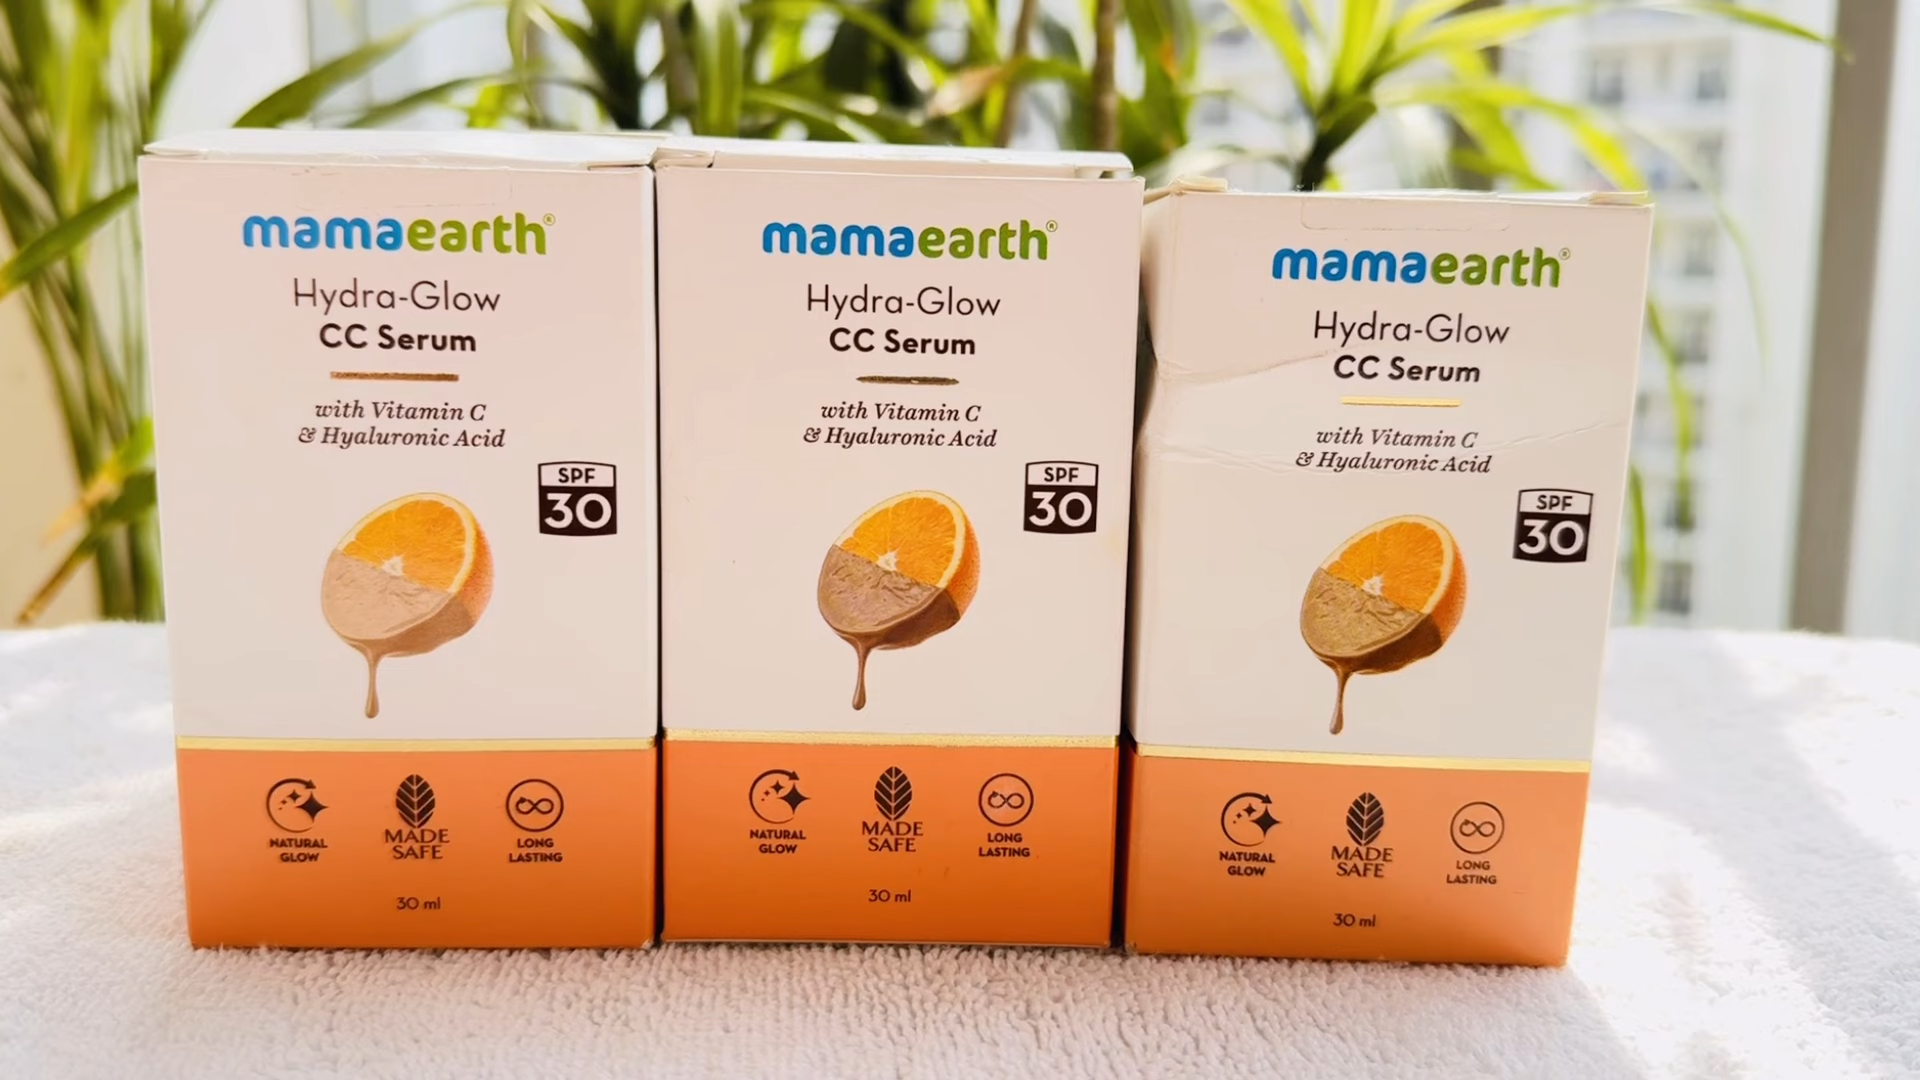 mamaearth®
Hydra-Glow
CC Serum
with Vitamin C
& Hyaluronic Acid
SPF
30
NATURAL
GLOW
MADE
SAFE
LONG
LASTING
30 ml
mamaearth®
Hydra-Glow
CC Serum
with Vitamin C
& Hyaluronic Acid
SPF
30
NATURAL
GLOW
MADE
SAFE
LONG
LASTING
30 ml
mamaearth®
Hydra-Glow
CC Serum
with Vitamin C
& Hyaluronic Acid
SPF
30
NATURAL
GLOW
MADE
SAFE
LONG
LASTING
30 ml